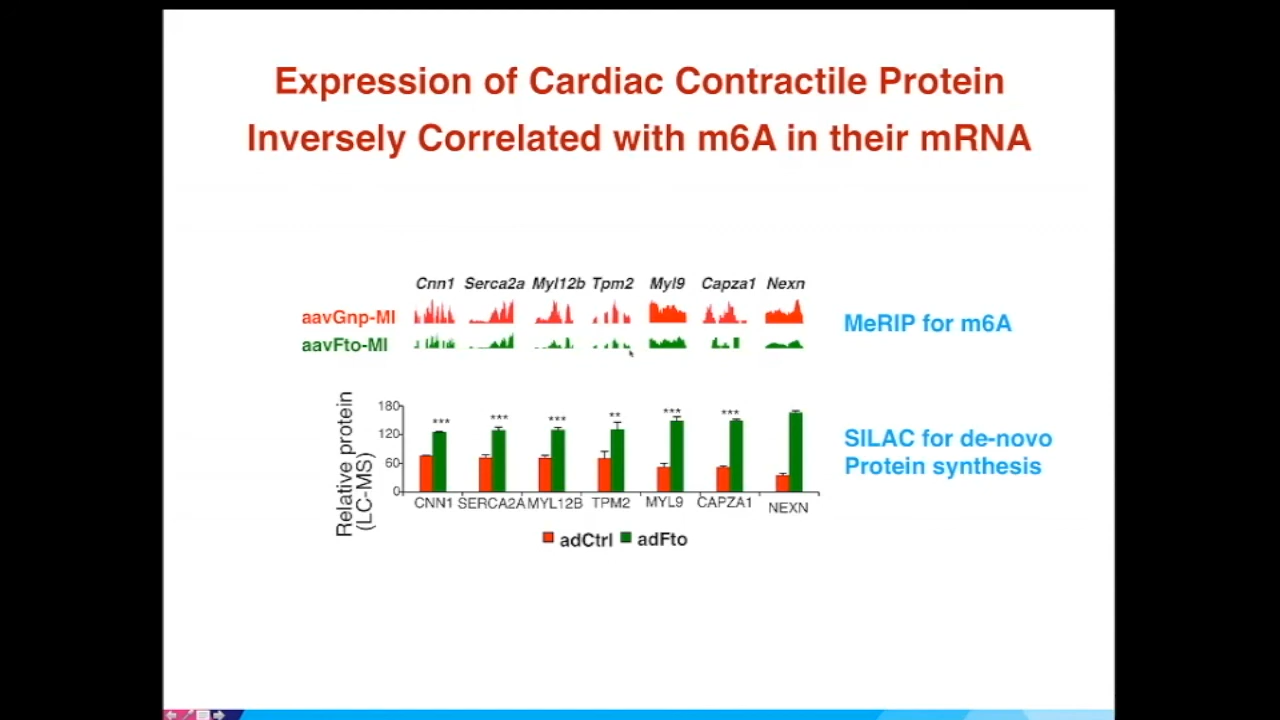 Expression of Cardiac Contractile Protein
Inversely Correlated with m6A in their mRNA
Cnn1 Serca2a Myl12b Tpm2 Myl9 Capza1 Nexn
aavGnp-MI
aavFto-MI
MeRIP for m6A
Relative protein
(LC-MS)
180
120
60
0
*** *** *** ** *** ***
CNN1 SERCA2A MYL12B TPM2 MYL9 CAPZA1 NEXN
adCtrl adFto
SILAC for de-novo
Protein synthesis